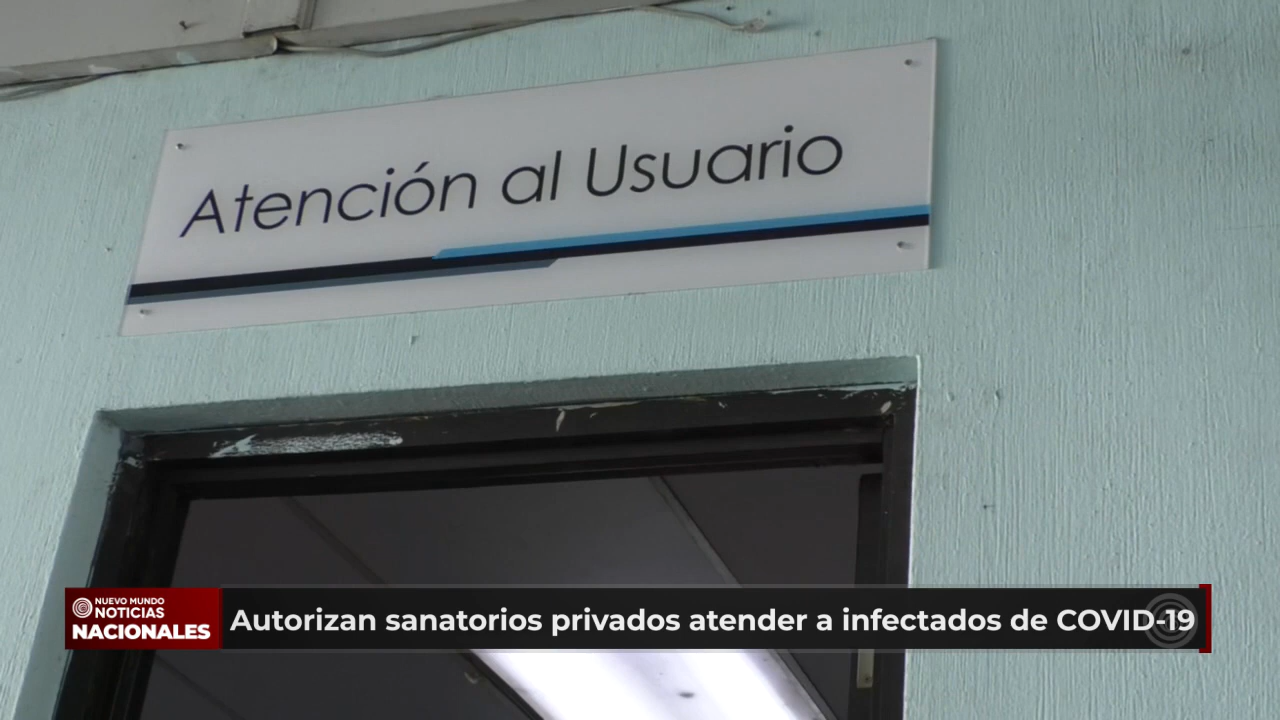 Atención al Usuario
NUEVO MUNDO
NOTICIAS
NACIONALES
Autorizan sanatorios privados atender a infectados de COVID-19